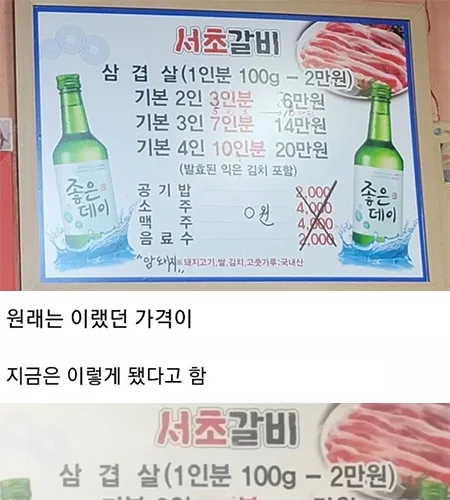 서초갈비
삼 겹 살(1인분 100g – 2만원)
기본 2인 3인분 6만원
기본 3인 7인분 14만원
기본 4인 10인분 20만원
(발효된 익은 김치 포함)
공 기 밥 2,000
소 주 4,000
0원
맥 주 4,000
음 료 수 2,000
"암돼지" ※돼지고기,쌀,김치,고춧가루:국내산
좋은
데이
좋은
데이
원래는 이랬던 가격이
지금은 이렇게 됐다고 함
서초갈비
삼 겹 살(1인분 100g – 2만원)